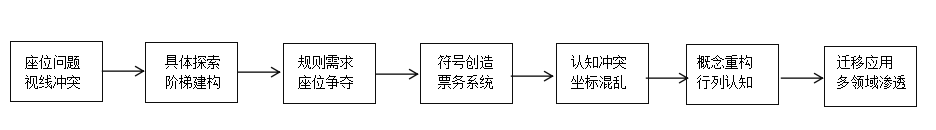 座位问题
视线冲突
具体探索
阶梯建构
规则需求
座位争夺
符号创造
票务系统
认知冲突
坐标混乱
概念重构
行列认知
迁移应用
多领域渗透